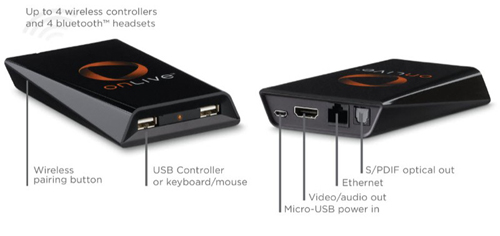 Up to 4 wireless controllers
and 4 bluetooth™ headsets
onLIVE™
onLIVE
Wireless
pairing button
USB Controller
or keyboard/mouse
S/PDIF optical out
Ethernet
Video/audio out
Micro-USB power in